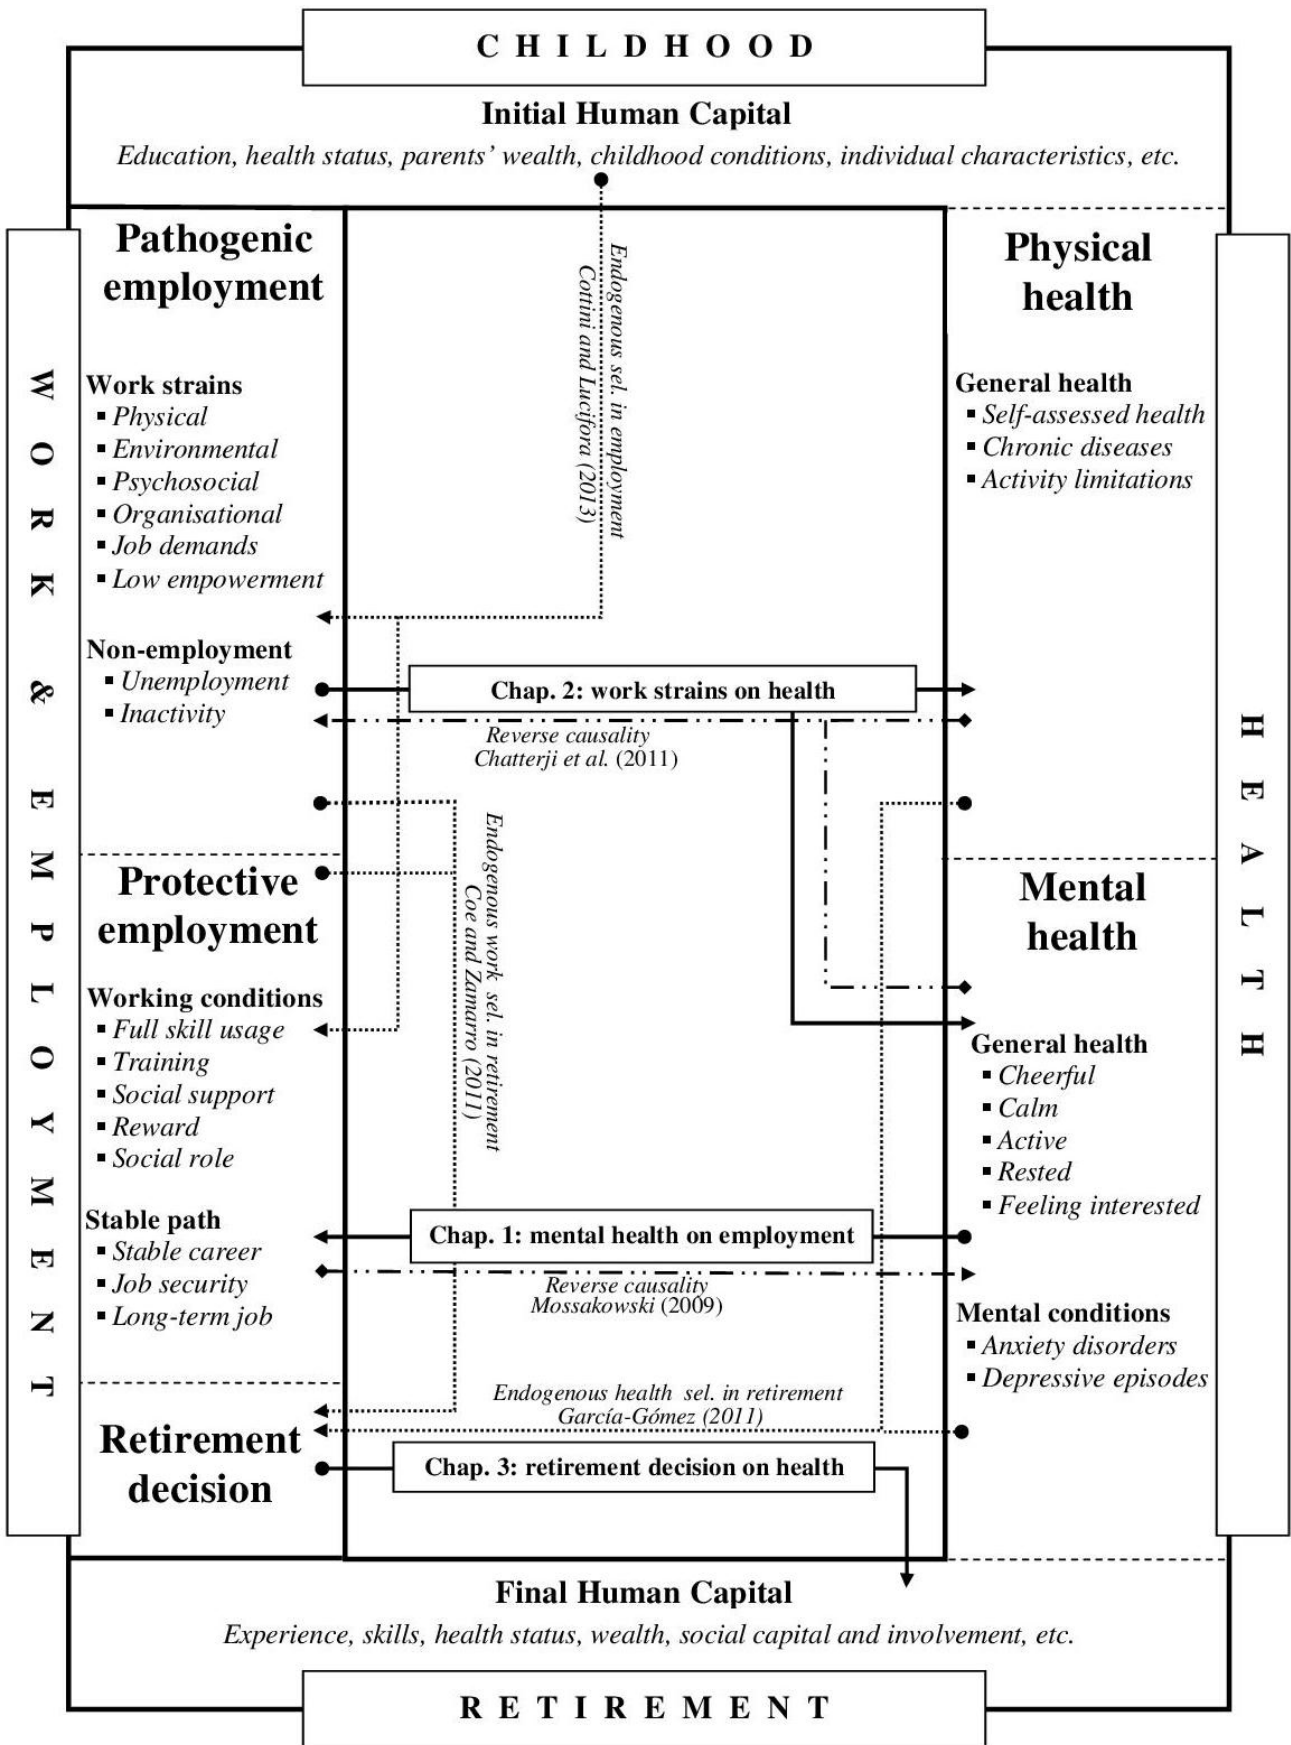 CHILDHOOD
Initial Human Capital
Education, health status, parents’ wealth, childhood conditions, individual characteristics, etc.
WORK & EMPLOYMENT
Pathogenic
employment
Work strains
▪ Physical
▪ Environmental
▪ Psychosocial
▪ Organisational
▪ Job demands
▪ Low empowerment
Non-employment
▪ Unemployment
▪ Inactivity
Protective
employment
Working conditions
▪ Full skill usage
▪ Training
▪ Social support
▪ Reward
▪ Social role
Stable path
▪ Stable career
▪ Job security
▪ Long-term job
Retirement
decision
Endogenous sel. in employment
Cottini and Lucifora (2013)
Chap. 2: work strains on health
Reverse causality
Chatterji et al. (2011)
Endogenous work sel. in retirement
Coe and Zamarro (2011)
Chap. 1: mental health on employment
Reverse causality
Mossakowski (2009)
Endogenous health sel. in retirement
García-Gómez (2011)
Chap. 3: retirement decision on health
Physical
health
General health
▪ Self-assessed health
▪ Chronic diseases
▪ Activity limitations
Mental
health
General health
▪ Cheerful
▪ Calm
▪ Active
▪ Rested
▪ Feeling interested
Mental conditions
▪ Anxiety disorders
▪ Depressive episodes
HEALTH
Final Human Capital
Experience, skills, health status, wealth, social capital and involvement, etc.
RETIREMENT